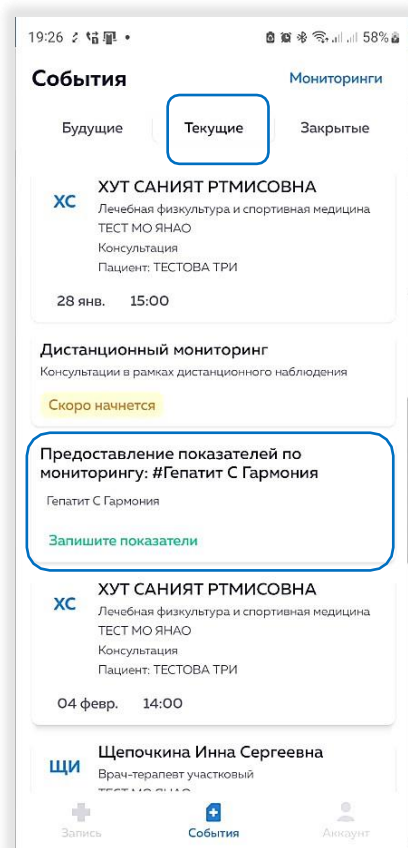 19:26
58%
События
Мониторинги
Будущие Текущие Закрытые
ХС
ХУТ САНИЯТ РТМИСОВНА
Лечебная физкультура и спортивная медицина
ТЕСТ МО ЯНАО
Консультация
Пациент: ТЕСТОВА ТРИ
28 янв. 15:00
Дистанционный мониторинг
Консультации в рамках дистанционного наблюдения
Скоро начнется
Предоставление показателей по
мониторингу: #Гепатит С Гармония
Гепатит С Гармония
Запишите показатели
ХС
ХУТ САНИЯТ РТМИСОВНА
Лечебная физкультура и спортивная медицина
ТЕСТ МО ЯНАО
Консультация
Пациент: ТЕСТОВА ТРИ
04 февр. 14:00
ЩИ
Щепочкина Инна Сергеевна
Врач-терапевт участковый
ТЕСТ МО ЯНАО
Запись События Аккаунт